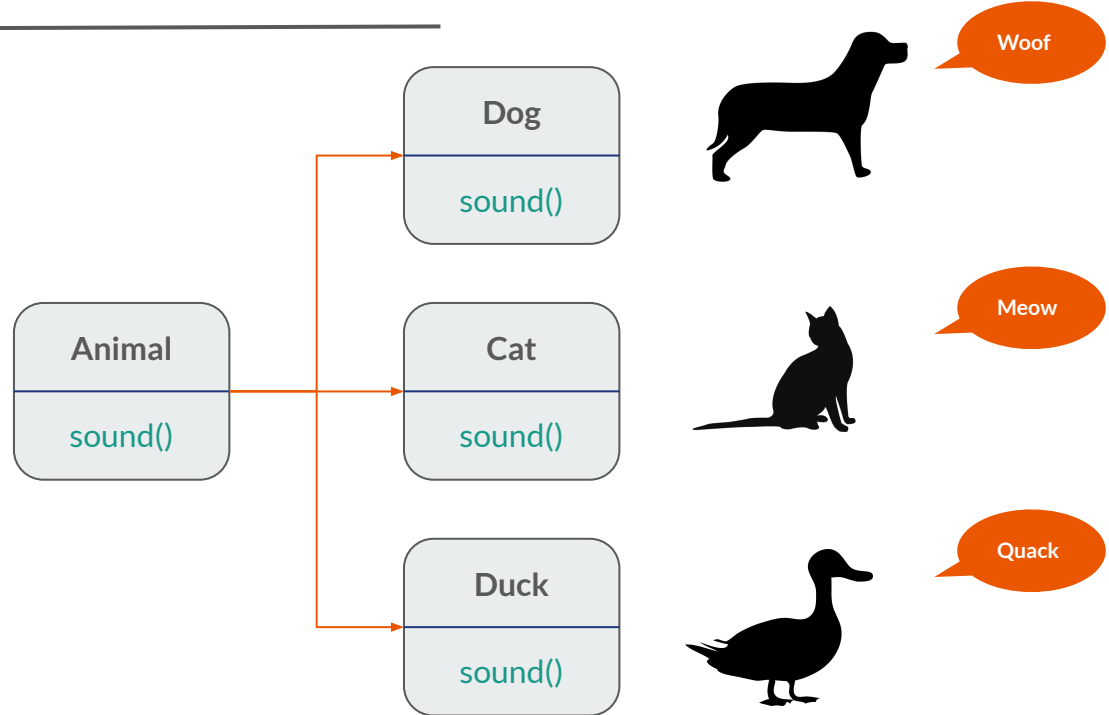 Woof
Dog
sound()
Meow
Animal
Cat
sound()
sound()
Quack
Duck
sound()